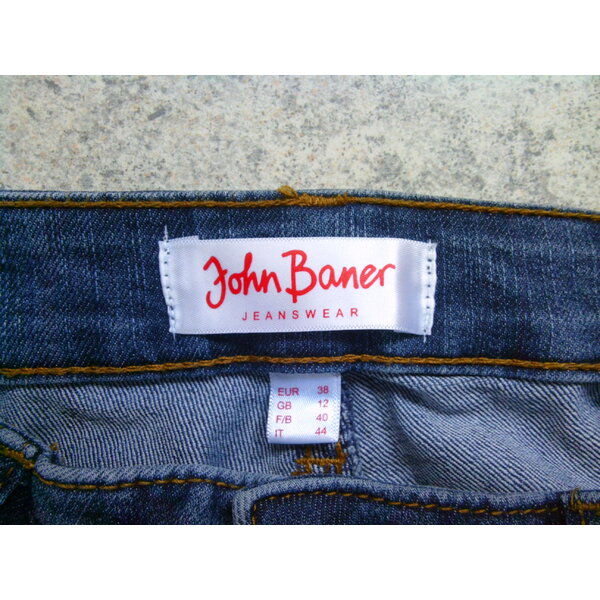 John Baner
JEANSWEAR
EUR 38
GB 12
F/B 40
IT 44